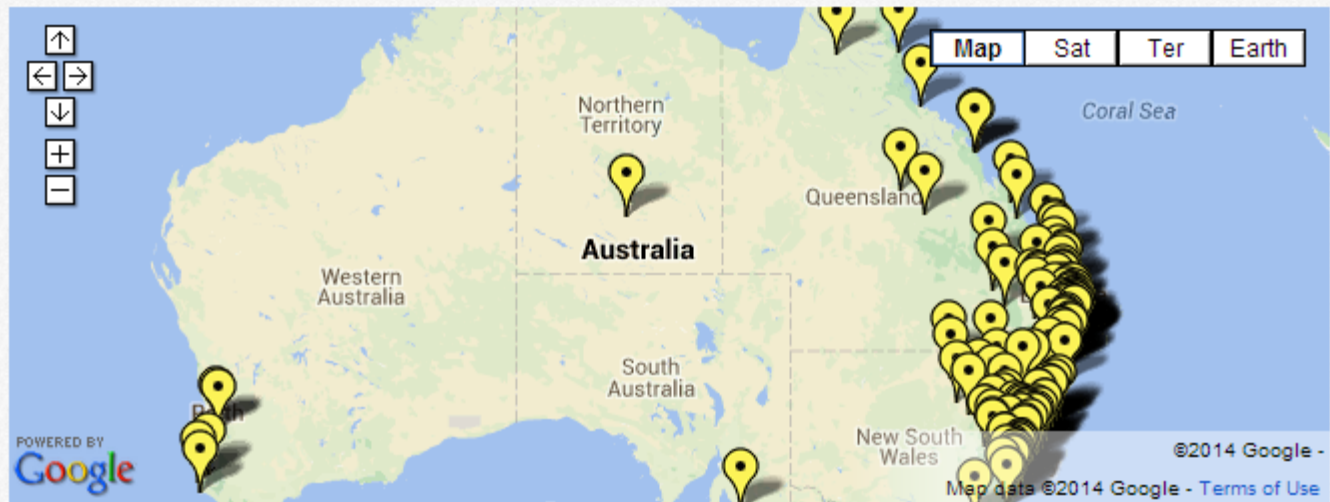 Map Sat Ter Earth
Coral Sea
Northern
Territory
Queensland
Australia
Western
Australia
South
Australia
New South
Wales
POWERED BY
Google
©2014 Google -
Map data ©2014 Google - Terms of Use